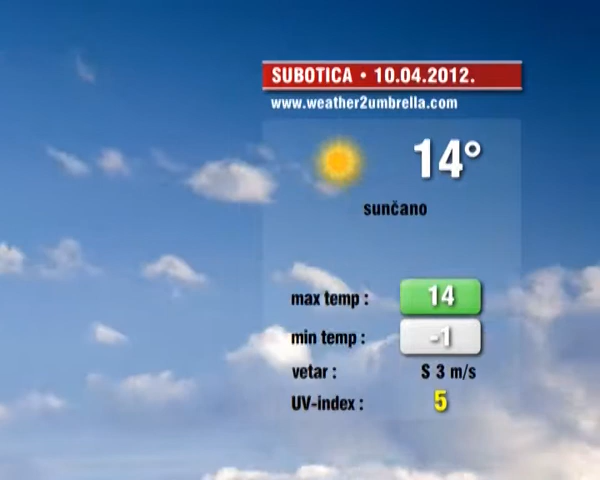 SUBOTICA • 10.04.2012.
www.weather2umbrella.com
14°
sunčano
max temp : 14
min temp : -1
vetar : S 3 m/s
UV-index : 5